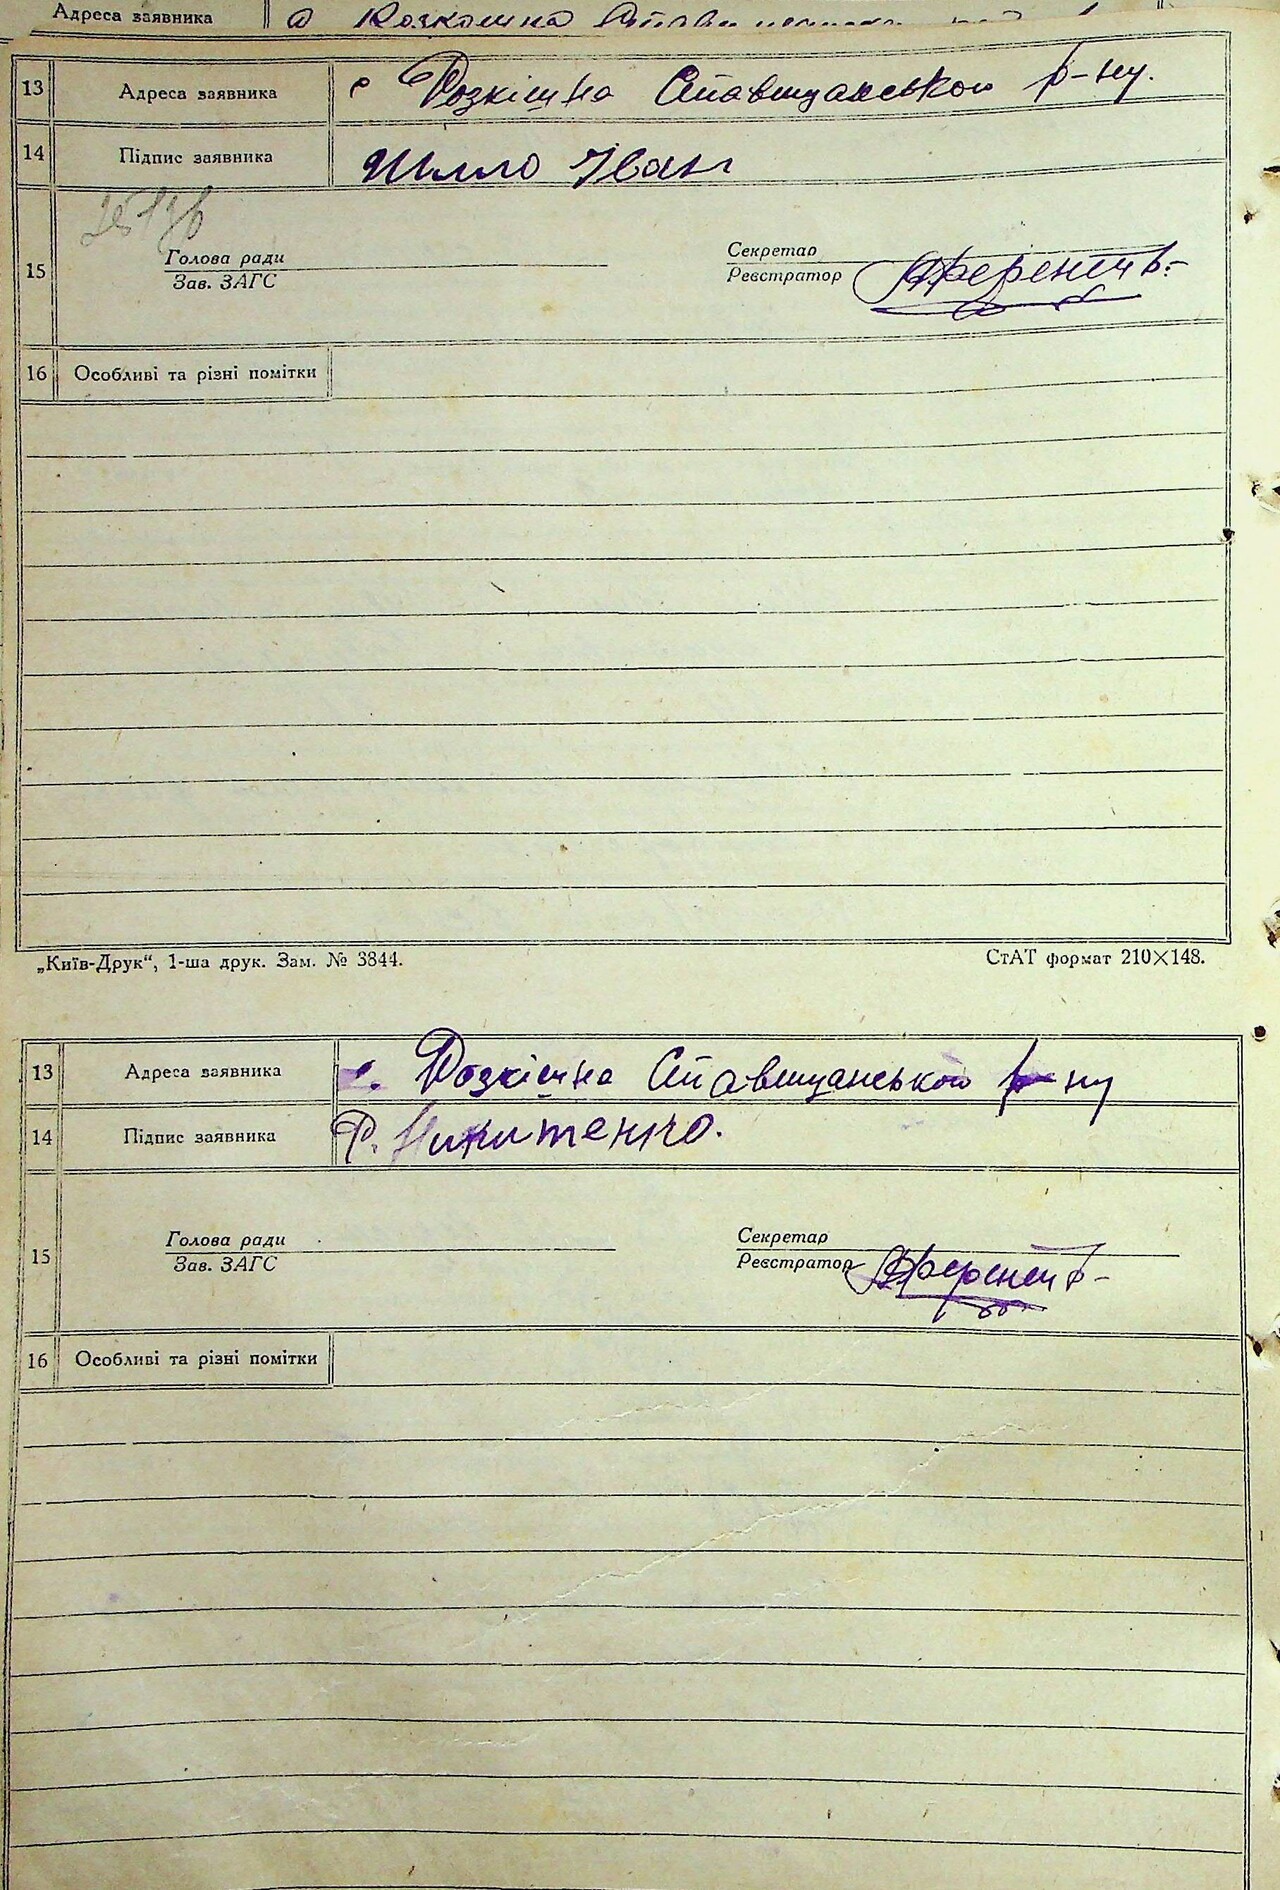 Адреса заявника
13 Адреса заявника с Розкішна Ставищанської р-ну.
14 Підпис заявника Шило Іван
15 Голова ради Секретар
Зав. ЗАГС Реєстратор
16 Особливі та різні помітки
„Київ-Друк“, 1-ша друк. Зам. № 3844. СтАТ формат 210×148.
13 Адреса заявника с. Розкішна Ставищанської р-ну
14 Підпис заявника Р. Никитенко.
15 Голова ради Секретар
Зав. ЗАГС Реєстратор
16 Особливі та різні помітки